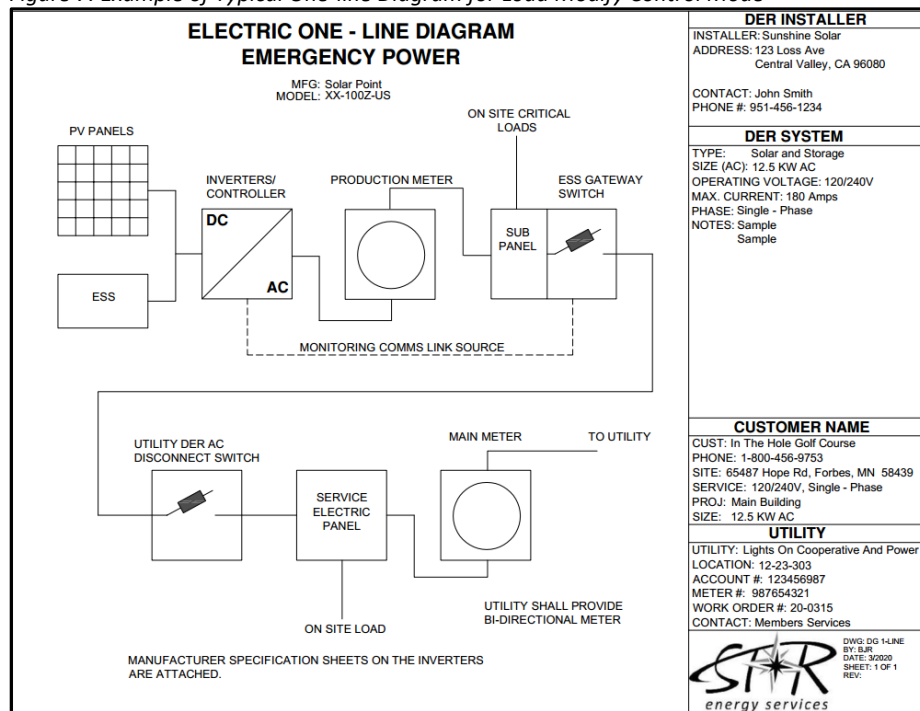 Figure 7: Example of Typical One-line Diagram for Load Modify Control Mode
ELECTRIC ONE - LINE DIAGRAM
EMERGENCY POWER
MFG: Solar Point
MODEL: XX-100Z-US
PV PANELS
ESS
INVERTERS/
CONTROLLER
DC
AC
PRODUCTION METER
ON SITE CRITICAL
LOADS
ESS GATEWAY
SWITCH
SUB
PANEL
MONITORING COMMS LINK SOURCE
UTILITY DER AC
DISCONNECT SWITCH
SERVICE
ELECTRIC
PANEL
MAIN METER
TO UTILITY
ON SITE LOAD
UTILITY SHALL PROVIDE
BI-DIRECTIONAL METER
MANUFACTURER SPECIFICATION SHEETS ON THE INVERTERS
ARE ATTACHED.
DER INSTALLER
INSTALLER: Sunshine Solar
ADDRESS: 123 Loss Ave
Central Valley, CA 96080
CONTACT: John Smith
PHONE #: 951-456-1234
DER SYSTEM
TYPE: Solar and Storage
SIZE (AC): 12.5 KW AC
OPERATING VOLTAGE: 120/240V
MAX. CURRENT: 180 Amps
PHASE: Single - Phase
NOTES: Sample
Sample
CUSTOMER NAME
CUST: In The Hole Golf Course
PHONE: 1-800-456-9753
SITE: 65487 Hope Rd, Forbes, MN 58439
SERVICE: 120/240V, Single - Phase
PROJ: Main Building
SIZE: 12.5 KW AC
UTILITY
UTILITY: Lights On Cooperative And Power
LOCATION: 12-23-303
ACCOUNT #: 123456987
METER #: 987654321
WORK ORDER #: 20-0315
CONTACT: Members Services
STAR
energy services
DWG: DG 1-LINE
BY: BJR
DATE: 3/2020
SHEET: 1 OF 1
REV: